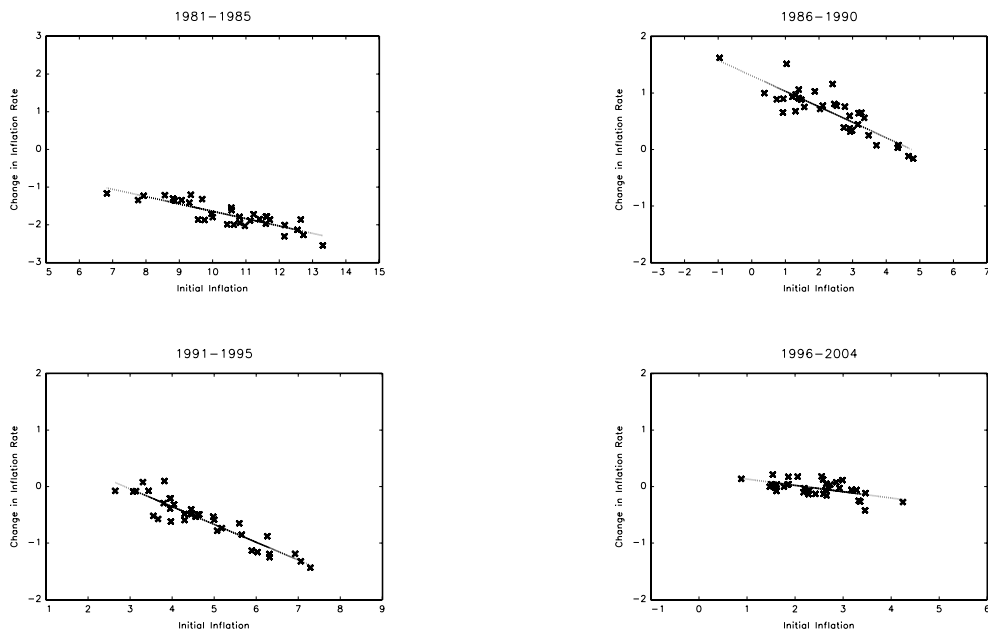 1981−1985
Change in Inflation Rate
3
2
1
0
−1
−2
−3
5 6 7 8 9 10 11 12 13 14 15
Initial Inflation
1986−1990
Change in Inflation Rate
2
1
0
−1
−2
−3 −2 −1 0 1 2 3 4 5 6 7
Initial Inflation
1991−1995
Change in Inflation Rate
2
1
0
−1
−2
1 2 3 4 5 6 7 8 9
Initial Inflation
1996−2004
Change in Inflation Rate
2
1
0
−1
−2
−1 0 1 2 3 4 5 6
Initial Inflation